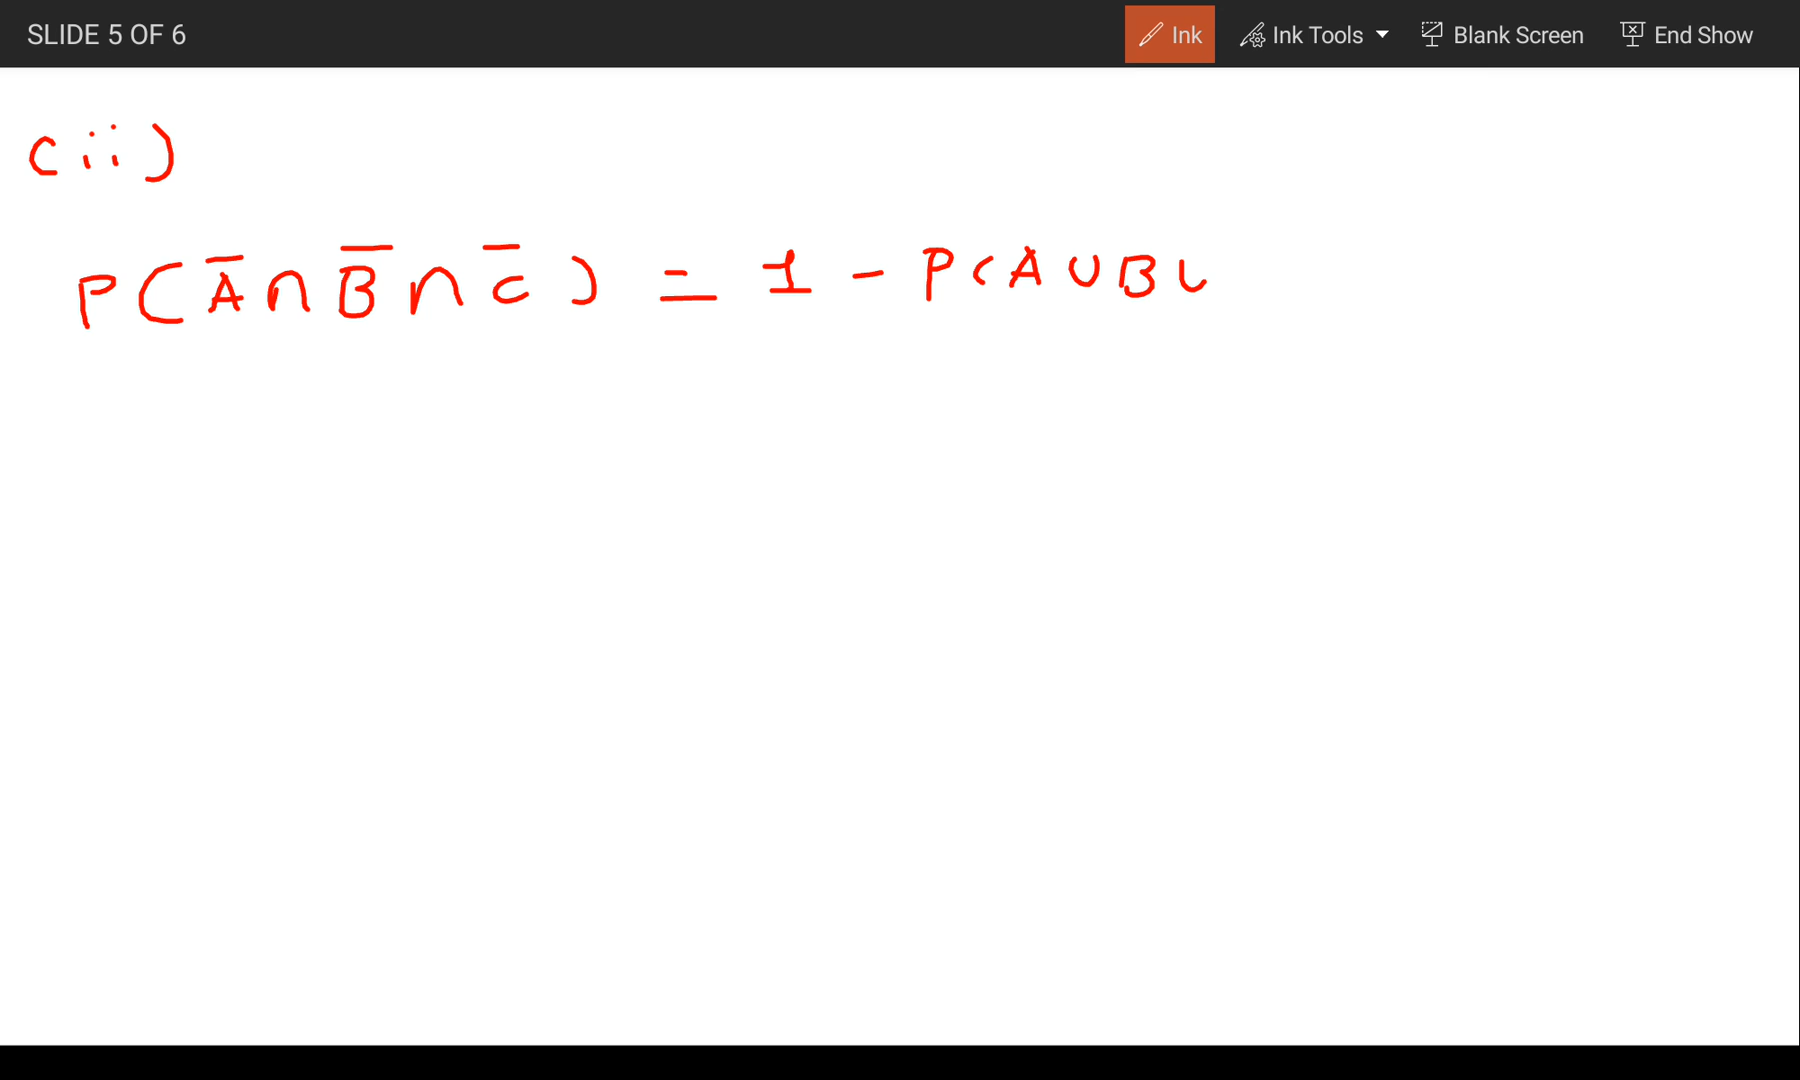 SLIDE 5 OF 6
Ink
Ink Tools
Blank Screen
End Show
(ii)
P(A̅ ∩ B̅ ∩ C̅) = 1 - P(A ∪ B ∪